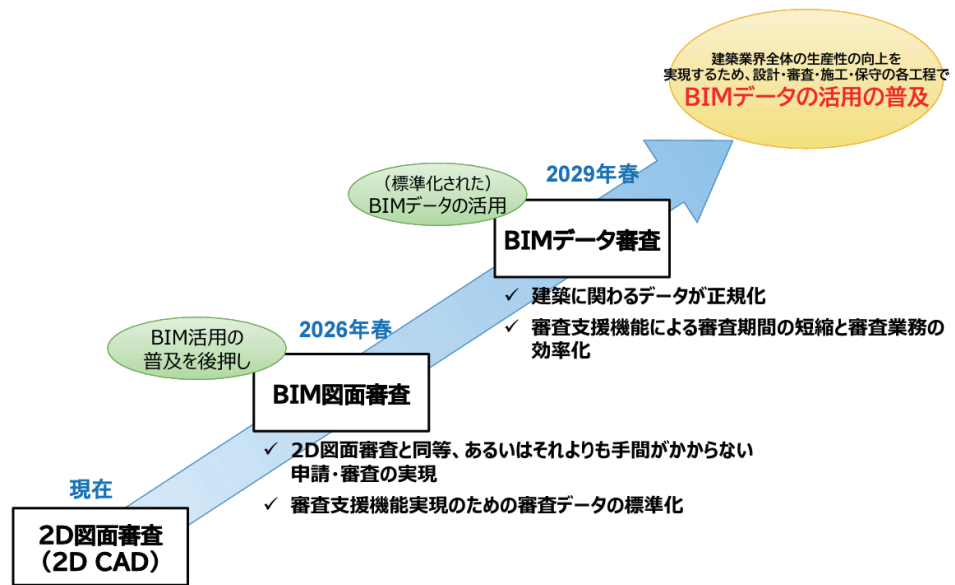 建築業界全体の生産性の向上を
実現するため、設計・審査・施工・保守の各工程で
BIMデータの活用の普及
2029年春
（標準化された）
BIMデータの活用
BIMデータ審査
✓ 建築に関わるデータが正規化
✓ 審査支援機能による審査期間の短縮と審査業務の
効率化
2026年春
BIM活用の
普及を後押し
BIM図面審査
✓ 2D図面審査と同等、あるいはそれよりも手間がかからない
申請・審査の実現
✓ 審査支援機能実現のための審査データの標準化
現在
2D図面審査
（2D CAD）